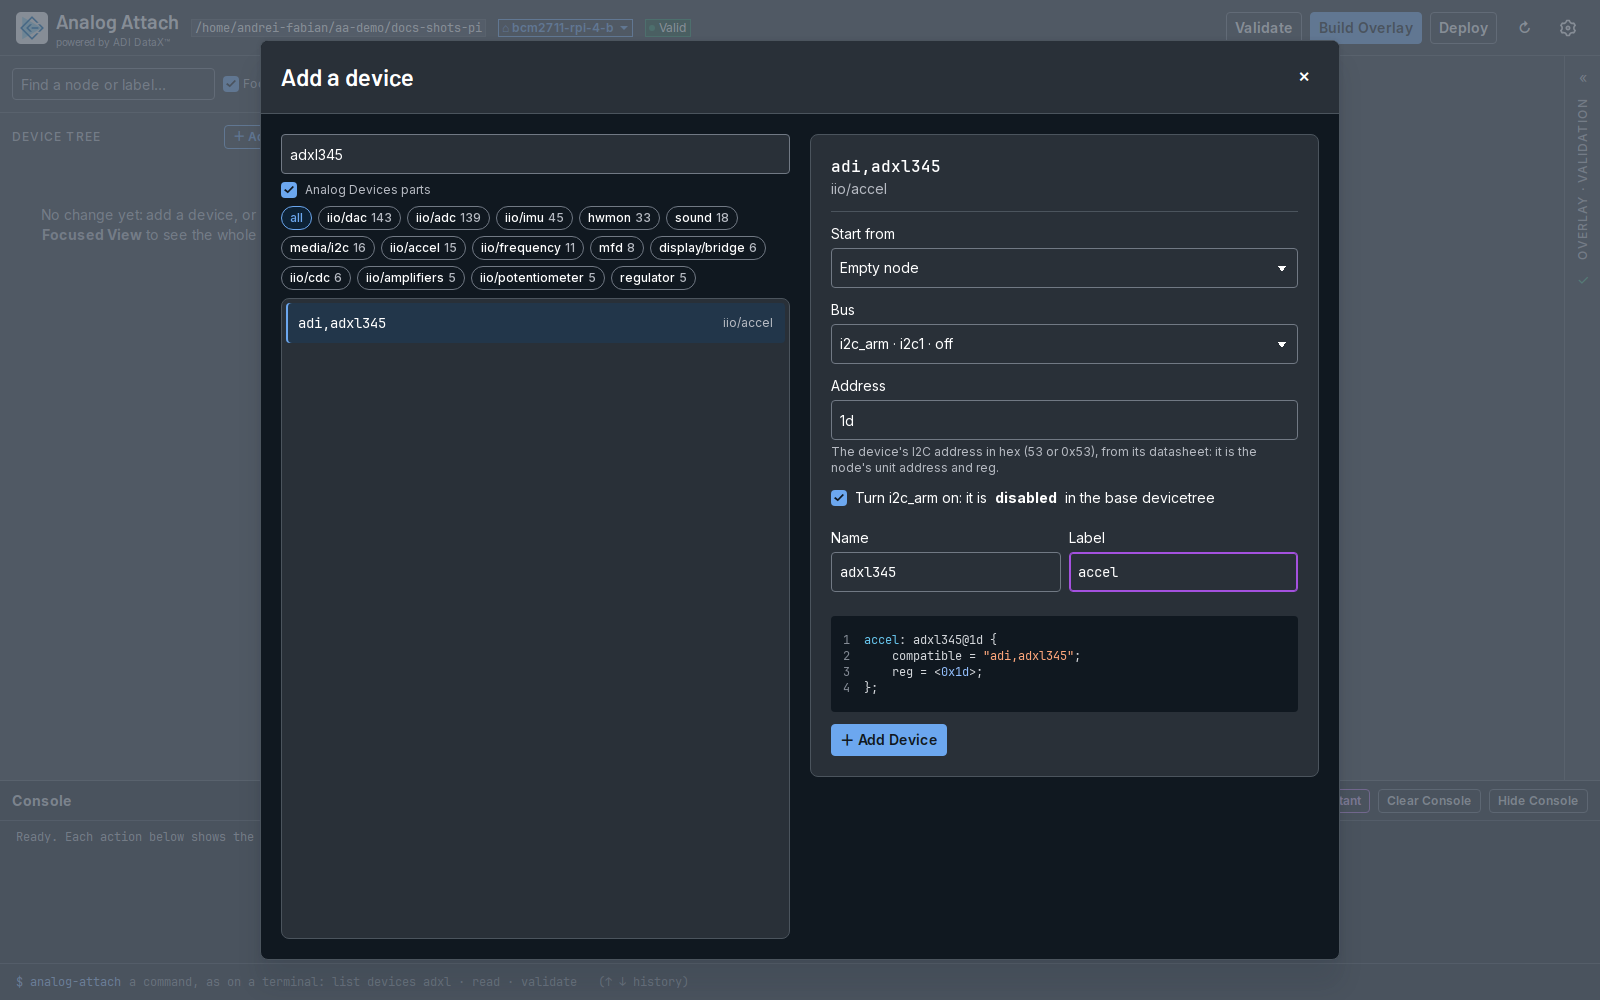 Analog Attach
powered by ADI DataX™
/home/andrei-fabian/aa-demo/docs-shots-pi
bcm2711-rpi-4-b
Valid
Validate
Build Overlay
Deploy
Find a node or label...
DEVICE TREE
No change yet: add a device, or
Focused View to see the whole
Add a device
adxl345
Analog Devices parts
all
iio/dac 143
iio/adc 139
iio/imu 45
hwmon 33
sound 18
media/i2c 16
iio/accel 15
iio/frequency 11
mfd 8
display/bridge 6
iio/cdc 6
iio/amplifiers 5
iio/potentiometer 5
regulator 5
adi,adxl345
iio/accel
adi,adxl345
iio/accel
Start from
Empty node
Bus
i2c_arm · i2c1 · off
Address
1d
The device's I2C address in hex (53 or 0x53), from its datasheet: it is the
node's unit address and reg.
Turn i2c_arm on: it is disabled in the base devicetree
Name
Label
adxl345
accel
1 accel: adxl345@1d {
2 compatible = "adi,adxl345";
3 reg = <0x1d>;
4 };
+ Add Device
OVERLAY · VALIDATION
Console
Clear Console
Hide Console
Ready. Each action below shows the
$ analog-attach a command, as on a terminal: list devices adxl · read · validate (↑ ↓ history)